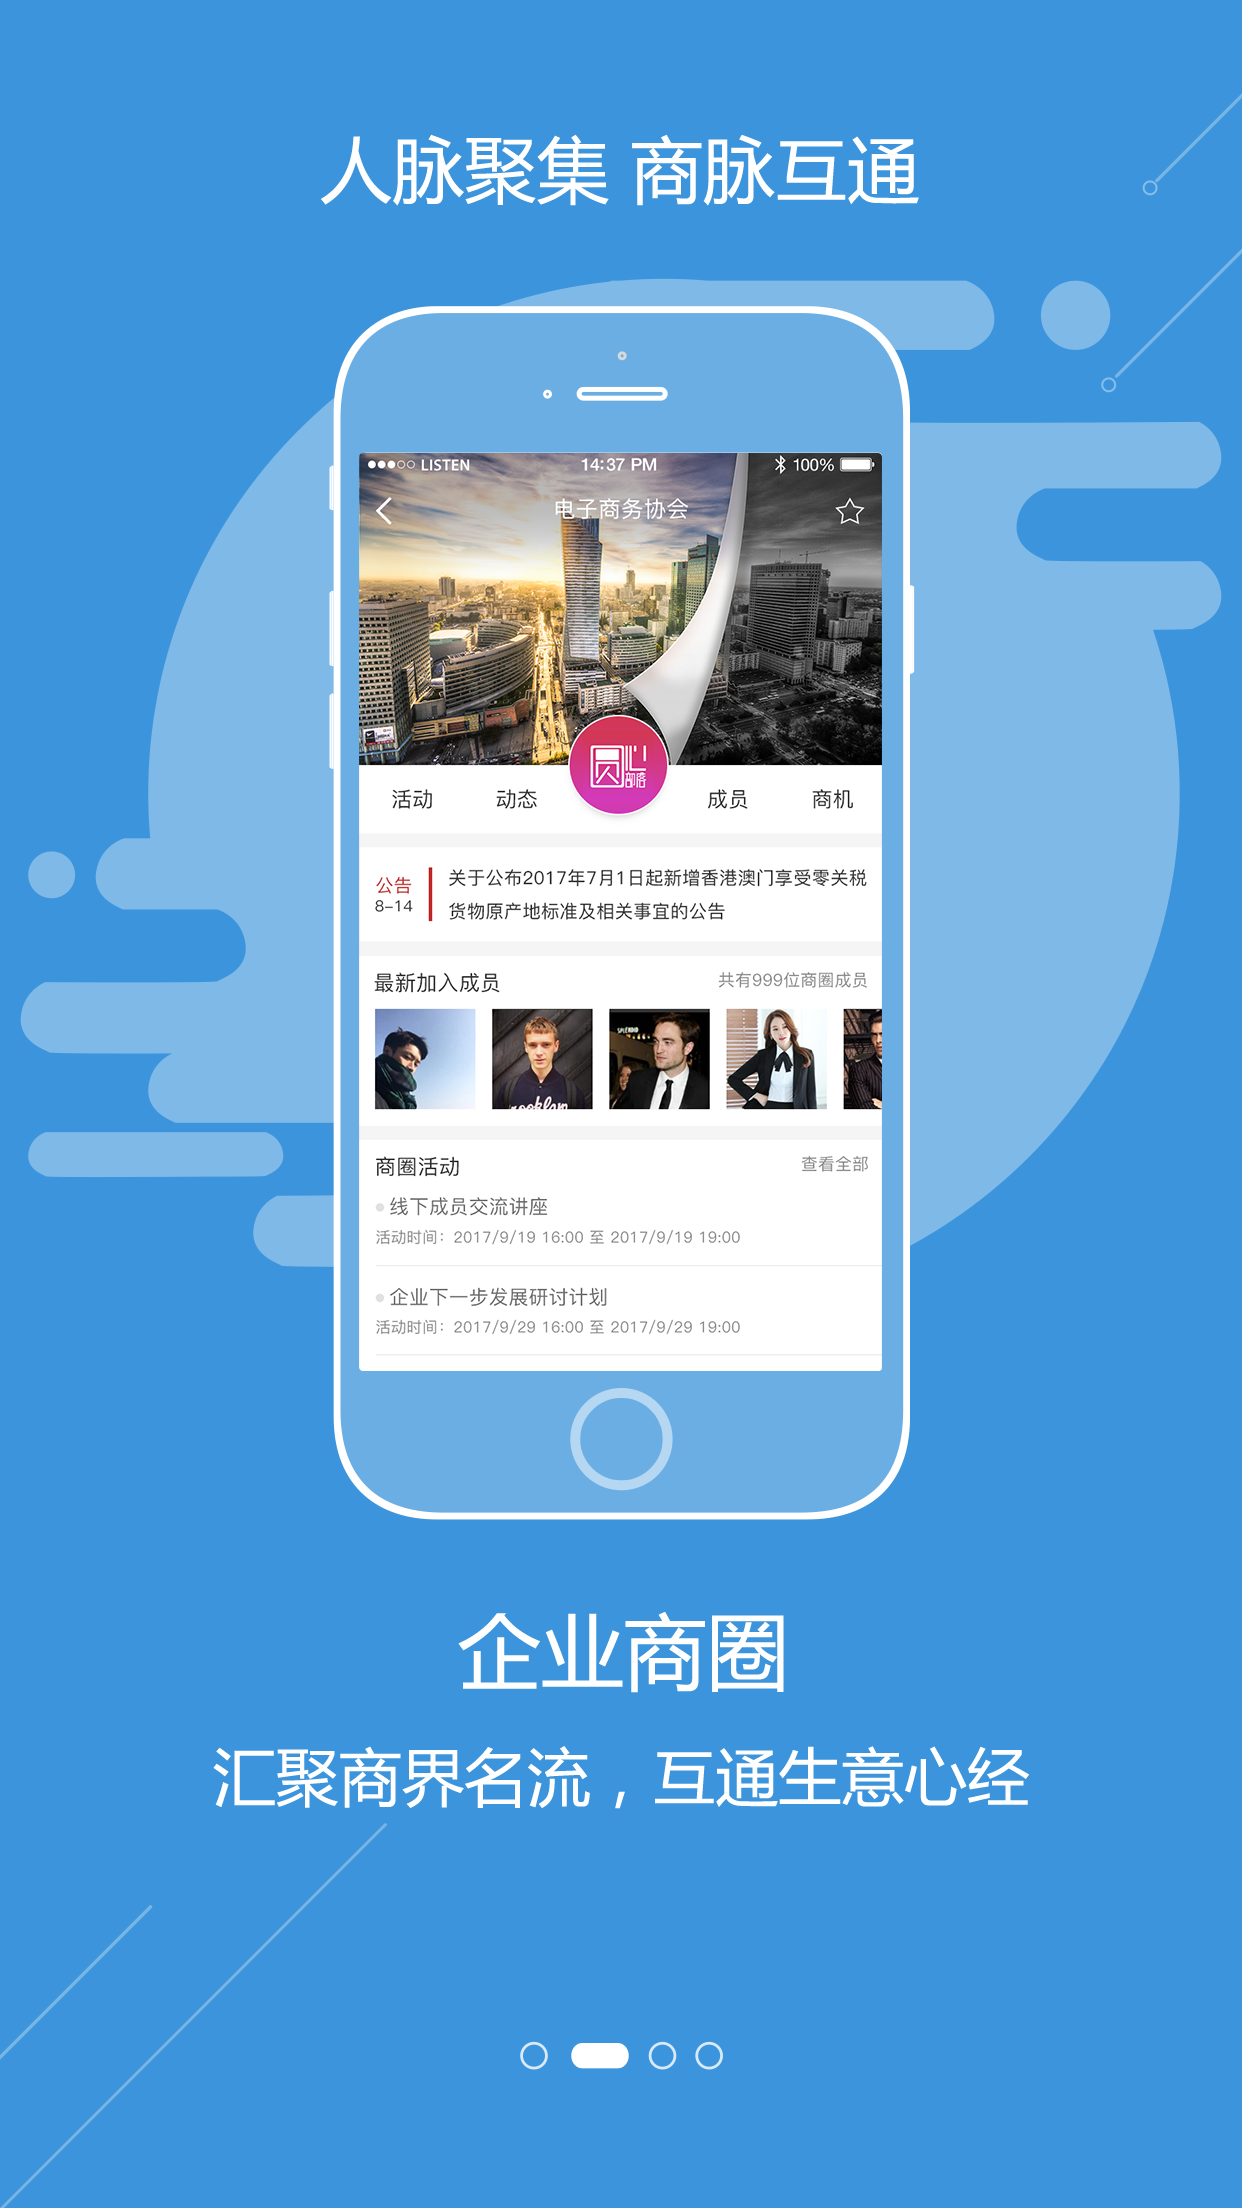 人脉聚集 商脉互通
LISTEN 14:37 PM 100%
电子商务协会
圆心部落
活动 动态 成员 商机
公告
8-14
关于公布2017年7月1日起新增香港澳门享受零关税
货物原产地标准及相关事宜的公告
最新加入成员 共有999位商圈成员
SPLENDID
商圈活动 查看全部
线下成员交流讲座
活动时间：2017/9/19 16:00 至 2017/9/19 19:00
企业下一步发展研讨计划
活动时间：2017/9/29 16:00 至 2017/9/29 19:00
企业商圈
汇聚商界名流，互通生意心经